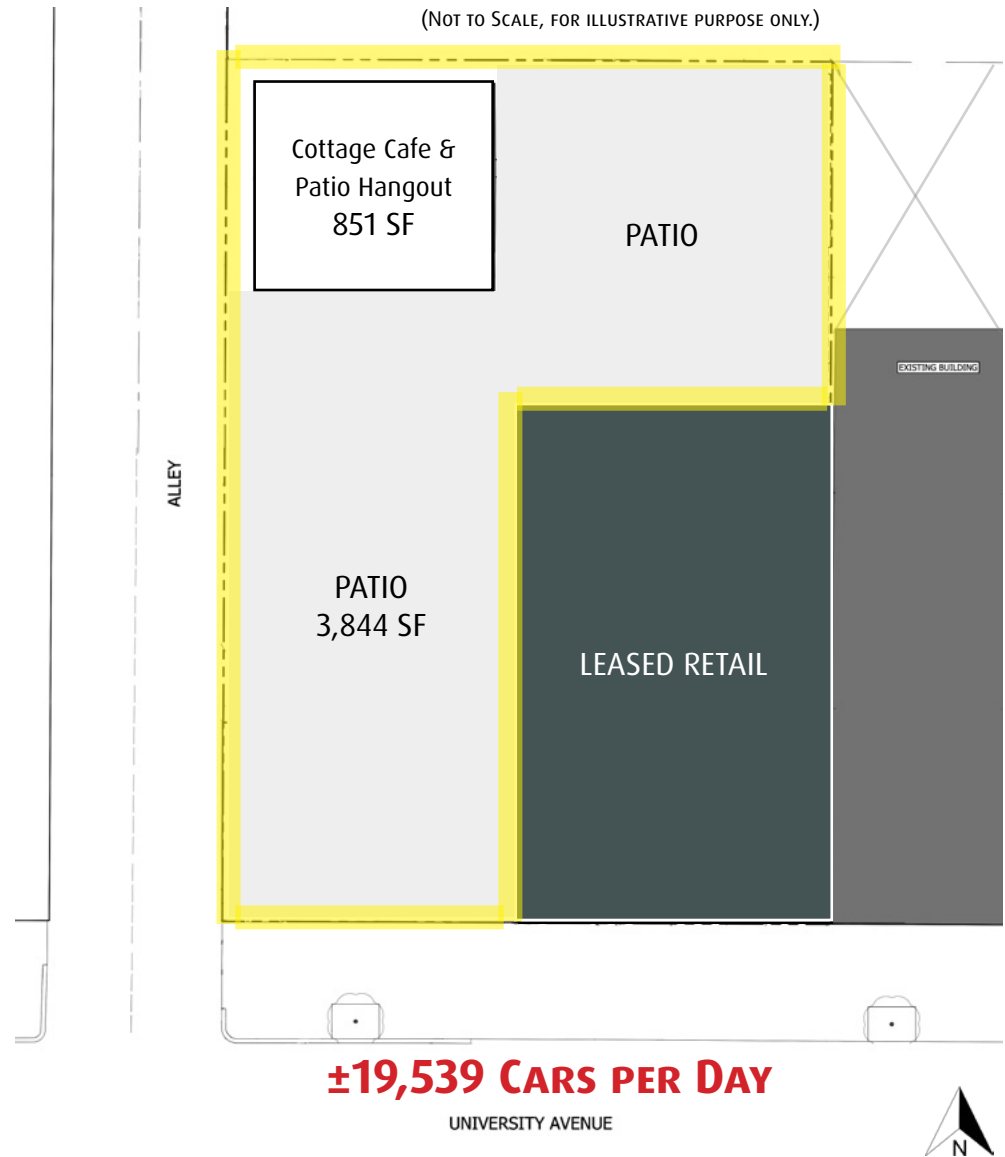 (Not to Scale, for illustrative purpose only.)
Cottage Cafe &
Patio Hangout
851 SF
PATIO
EXISTING BUILDING
ALLEY
PATIO
3,844 SF
LEASED RETAIL
±19,539 Cars per Day
UNIVERSITY AVENUE
N